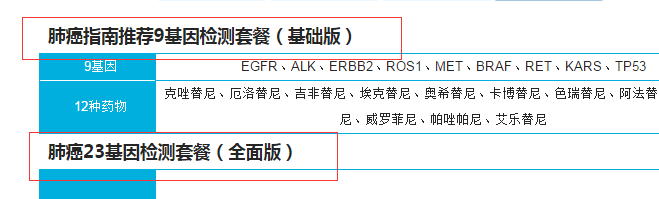 肺癌指南推荐9基因检测套餐（基础版）
9基因 EGFR、ALK、ERBB2、ROS1、MET、BRAF、RET、KARS、TP53
12种药物 克唑替尼、厄洛替尼、吉非替尼、埃克替尼、奥希替尼、卡博替尼、色瑞替尼、阿法替
尼、威罗菲尼、帕唑帕尼、艾乐替尼
肺癌23基因检测套餐（全面版）